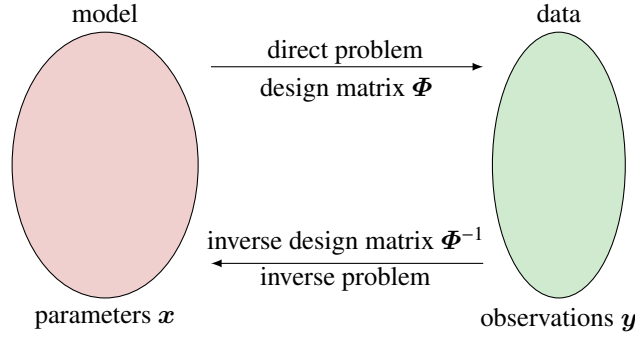 model
data
direct problem
design matrix Φ
inverse design matrix Φ⁻¹
inverse problem
parameters x
observations y